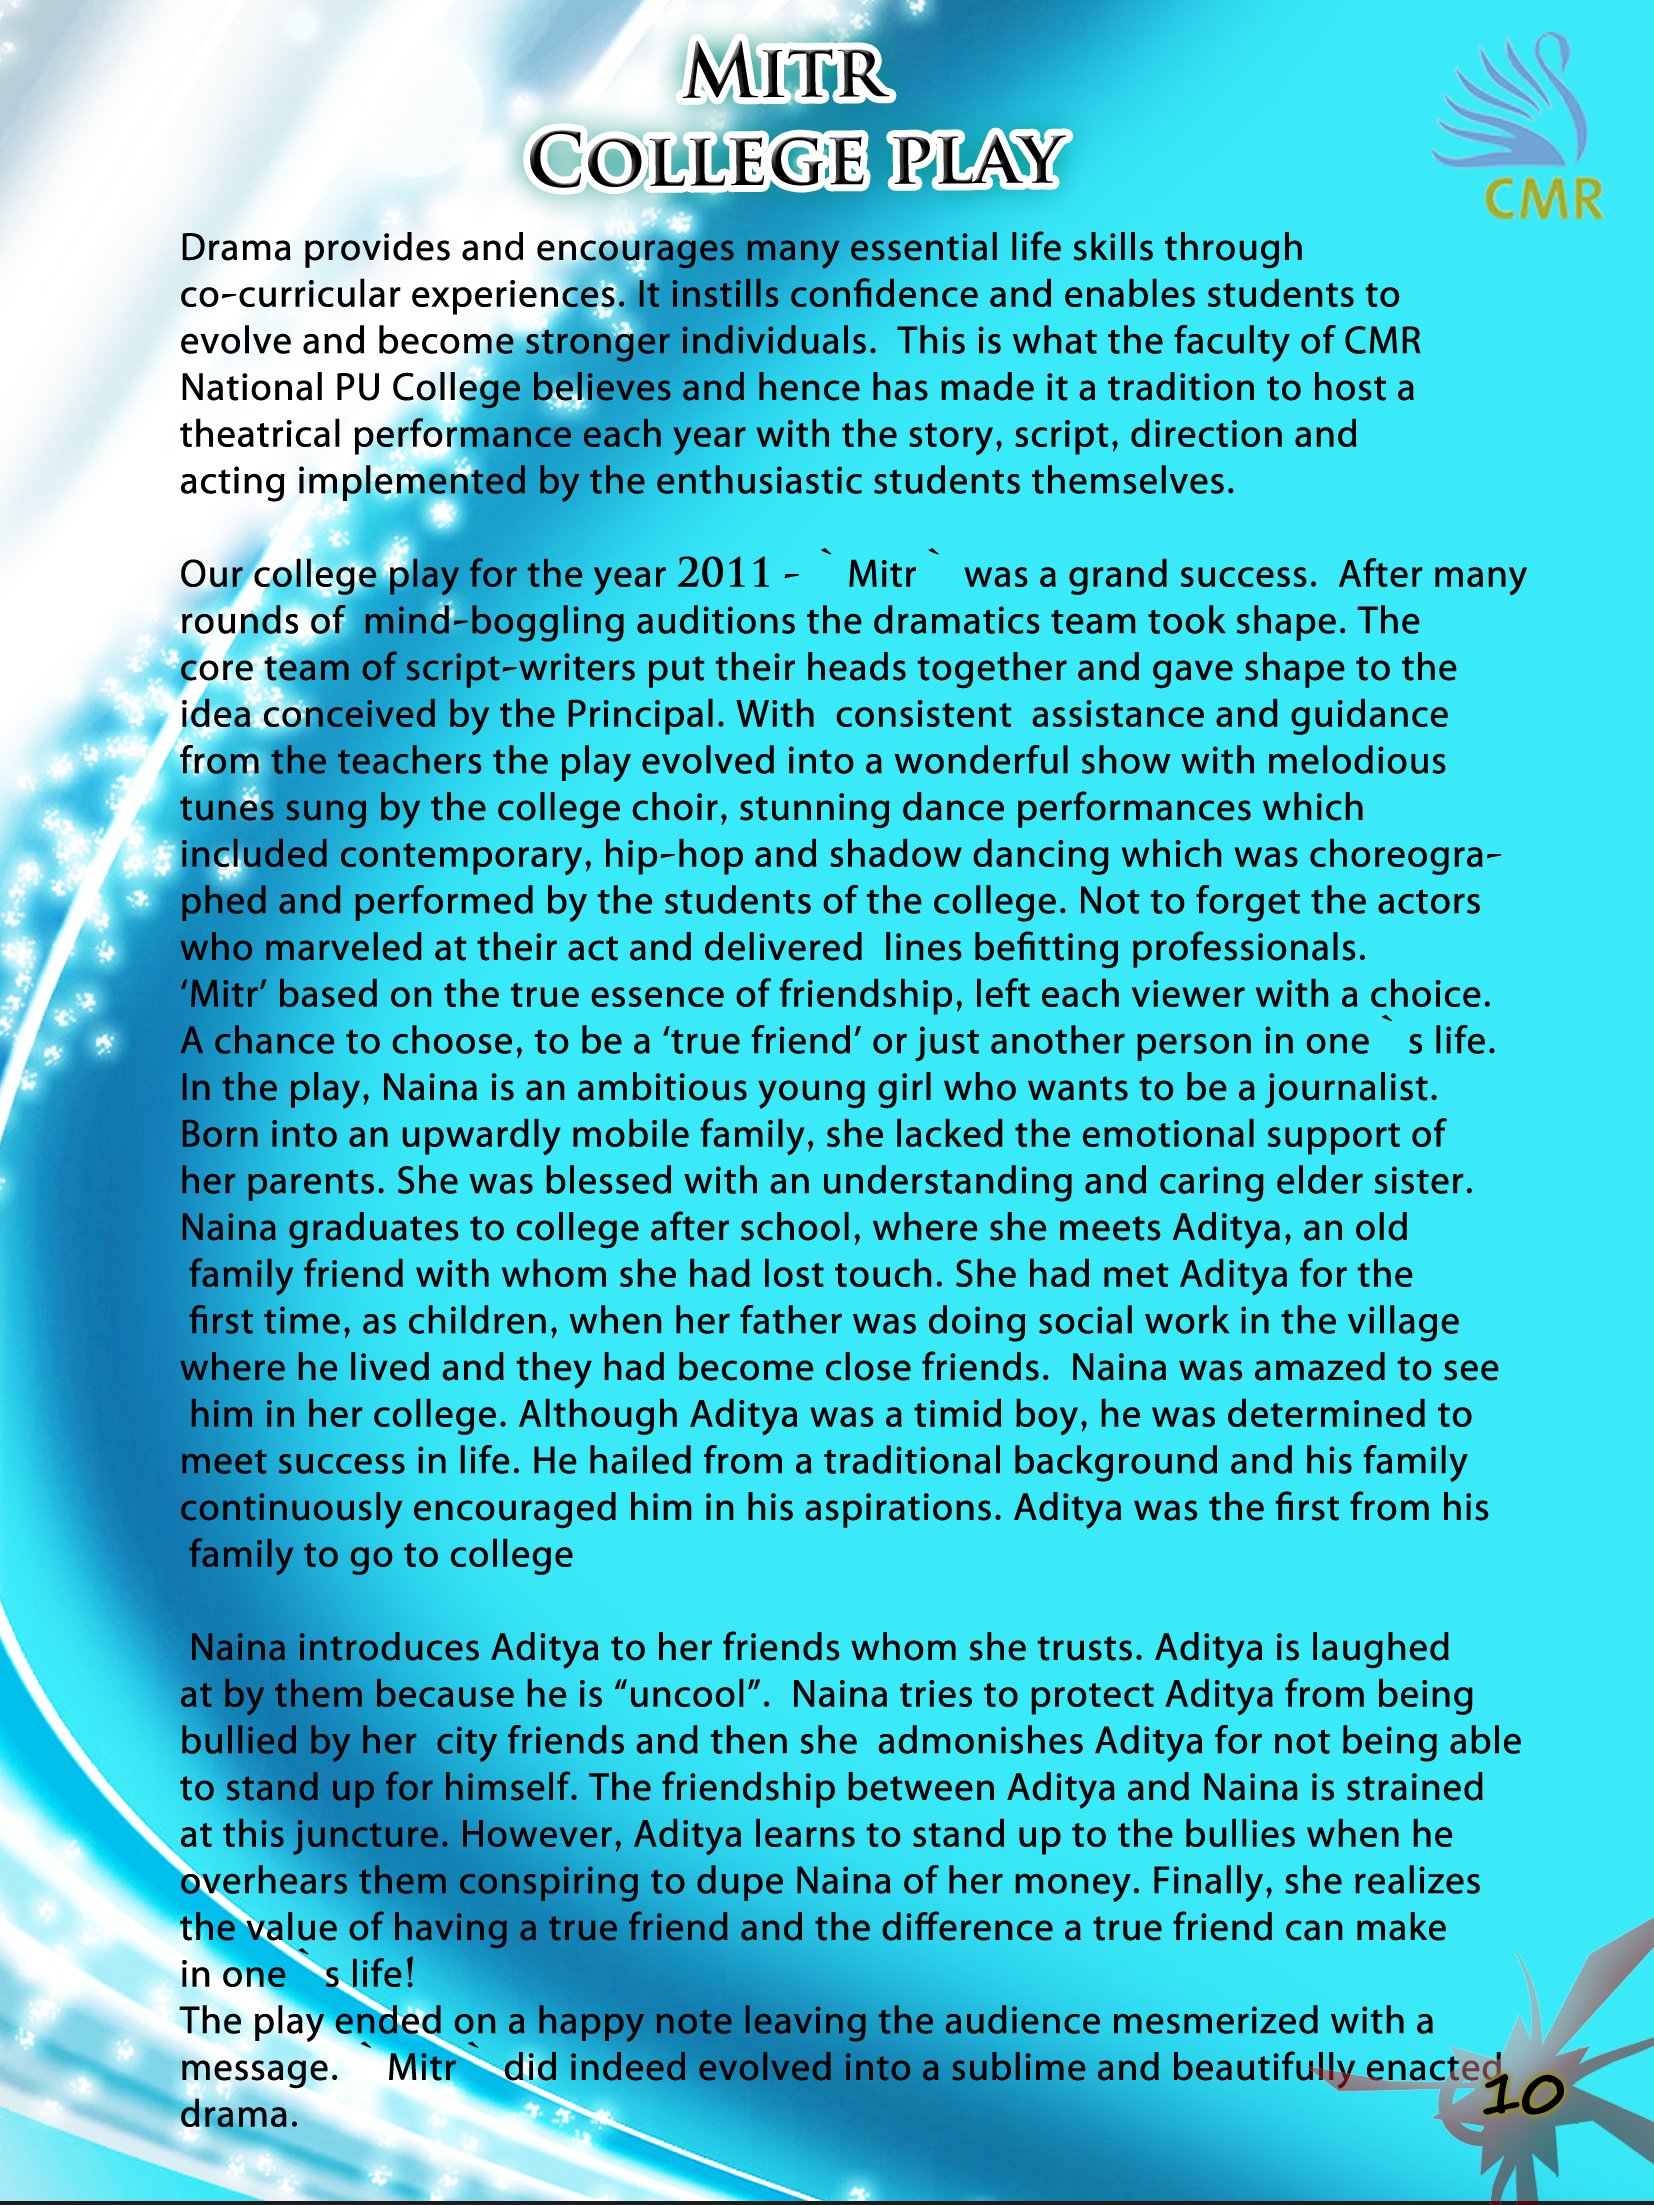 Mitr
College play
CMR
Drama provides and encourages many essential life skills through
co-curricular experiences. It instills confidence and enables students to
evolve and become stronger individuals.  This is what the faculty of CMR
National PU College believes and hence has made it a tradition to host a
theatrical performance each year with the story, script, direction and
acting implemented by the enthusiastic students themselves.
Our college play for the year 2011 - `Mitr` was a grand success.  After many
rounds of  mind-boggling auditions the dramatics team took shape. The
core team of script-writers put their heads together and gave shape to the
idea conceived by the Principal. With  consistent  assistance and guidance
from the teachers the play evolved into a wonderful show with melodious
tunes sung by the college choir, stunning dance performances which
included contemporary, hip-hop and shadow dancing which was choreogra-
phed and performed by the students of the college. Not to forget the actors
who marveled at their act and delivered  lines befitting professionals.
‘Mitr’ based on the true essence of friendship, left each viewer with a choice.
A chance to choose, to be a ‘true friend’ or just another person in one`s life.
In the play, Naina is an ambitious young girl who wants to be a journalist.
Born into an upwardly mobile family, she lacked the emotional support of
her parents. She was blessed with an understanding and caring elder sister.
Naina graduates to college after school, where she meets Aditya, an old
family friend with whom she had lost touch. She had met Aditya for the
first time, as children, when her father was doing social work in the village
where he lived and they had become close friends.  Naina was amazed to see
him in her college. Although Aditya was a timid boy, he was determined to
meet success in life. He hailed from a traditional background and his family
continuously encouraged him in his aspirations. Aditya was the first from his
family to go to college
Naina introduces Aditya to her friends whom she trusts. Aditya is laughed
at by them because he is “uncool”.  Naina tries to protect Aditya from being
bullied by her  city friends and then she  admonishes Aditya for not being able
to stand up for himself. The friendship between Aditya and Naina is strained
at this juncture. However, Aditya learns to stand up to the bullies when he
overhears them conspiring to dupe Naina of her money. Finally, she realizes
the value of having a true friend and the difference a true friend can make
in one`s life!
The play ended on a happy note leaving the audience mesmerized with a
message. `Mitr` did indeed evolved into a sublime and beautifully enacted
drama.
10